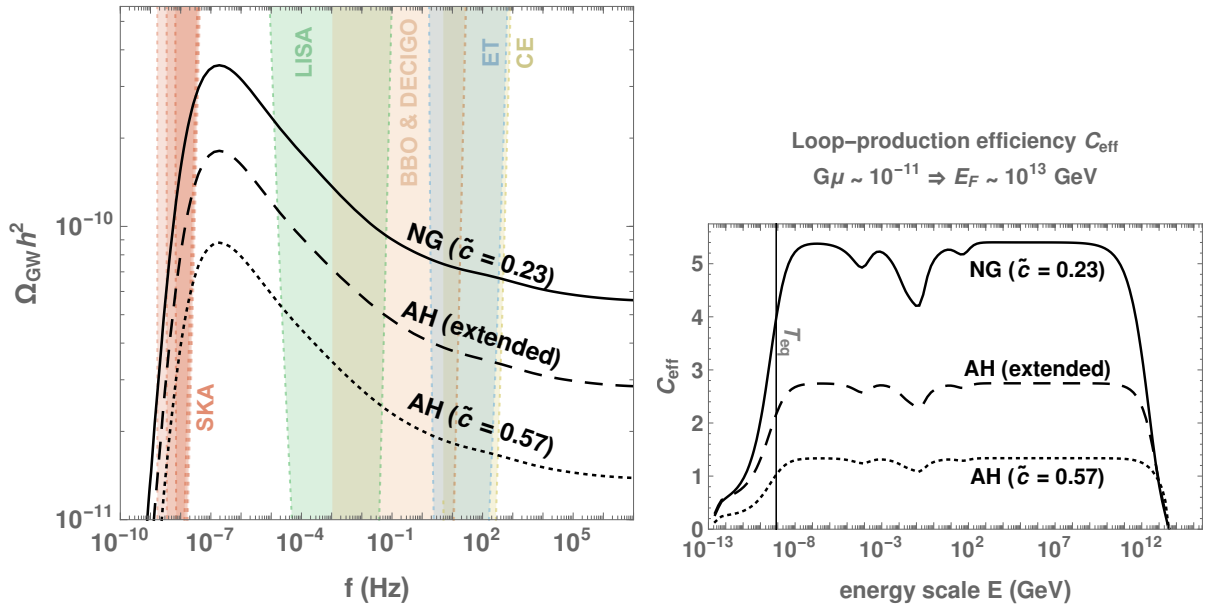 Ω_GW h²
10⁻¹⁰
10⁻¹¹
SKA
LISA
BBO & DECIGO
ET
CE
NG (c̃ = 0.23)
AH (extended)
AH (c̃ = 0.57)
10⁻¹⁰ 10⁻⁷ 10⁻⁴ 10⁻¹ 10² 10⁵
f (Hz)
Loop–production efficiency C_eff
Gμ ~ 10⁻¹¹ ⇒ E_F ~ 10¹³ GeV
C_eff
5
4
3
2
1
0
T_eq
NG (c̃ = 0.23)
AH (extended)
AH (c̃ = 0.57)
10⁻¹³ 10⁻⁸ 10⁻³ 10² 10⁷ 10¹²
energy scale E (GeV)